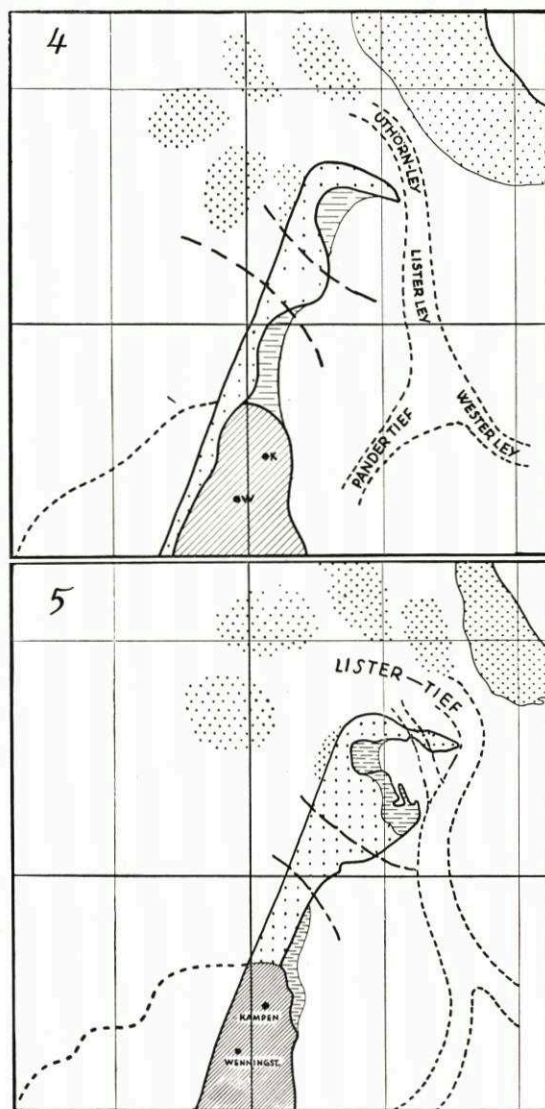 4
UTHORN-LEY
LISTER LEY
WESTER LEY
PANDER TIEF
K
W
5
LISTER-TIEF
KAMPEN
WENNINGST.